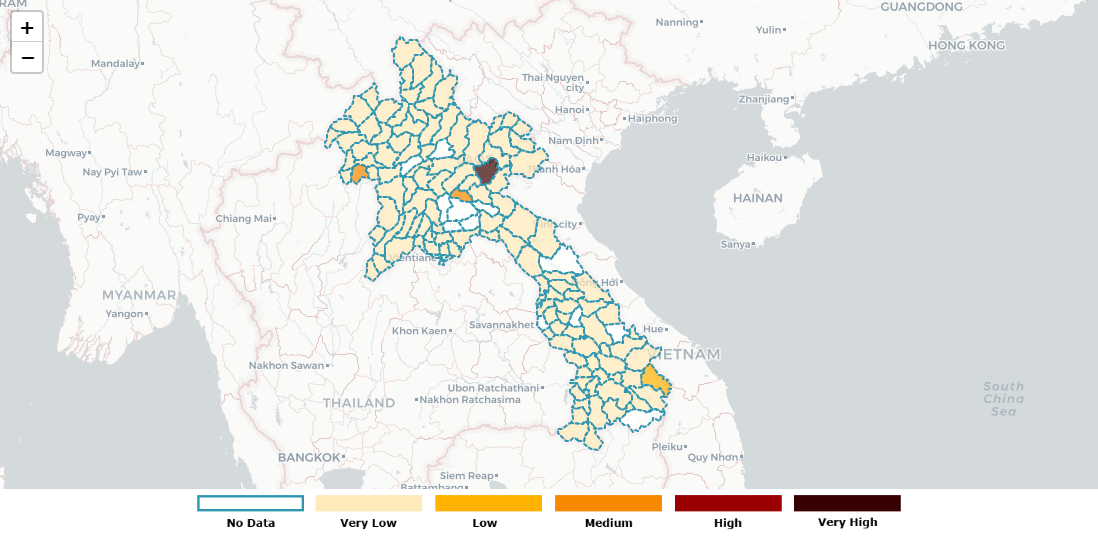 RAM
+
−
GUANGDONG
Nanning
Yulin
HONG KONG
Mandalay
Thai Nguyen
city
Zhanjiang
Hanoi
Haiphong
Nam Dinh
Magway
Haikou
Nay Pyi Taw
Thanh Hóa
HAINAN
Pyay
Chiang Mai
city
Sanya
entiane
Hới
MYANMAR
Yangon
Khon Kaen
Savannakhet
Hue
VIETNAM
Nakhon Sawan
South
China
Sea
Ubon Ratchathani
THAILAND
Nakhon Ratchasima
Pleiku
BANGKOK
Quy Nhơn
Siem Reap
Battambang
No Data
Very Low
Low
Medium
High
Very High